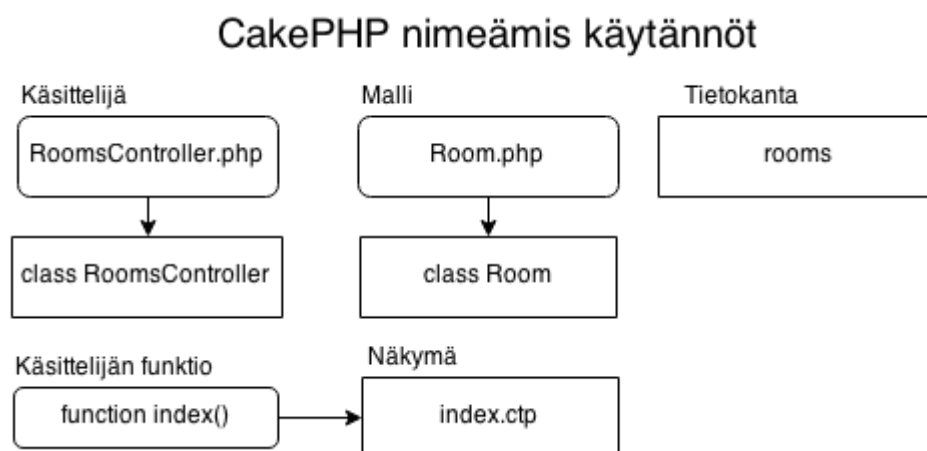 CakePHP nimeämis käytännöt
Käsittelijä
Malli
Tietokanta
RoomsController.php
Room.php
rooms
class RoomsController
class Room
Käsittelijän funktio
Näkymä
function index()
index.ctp